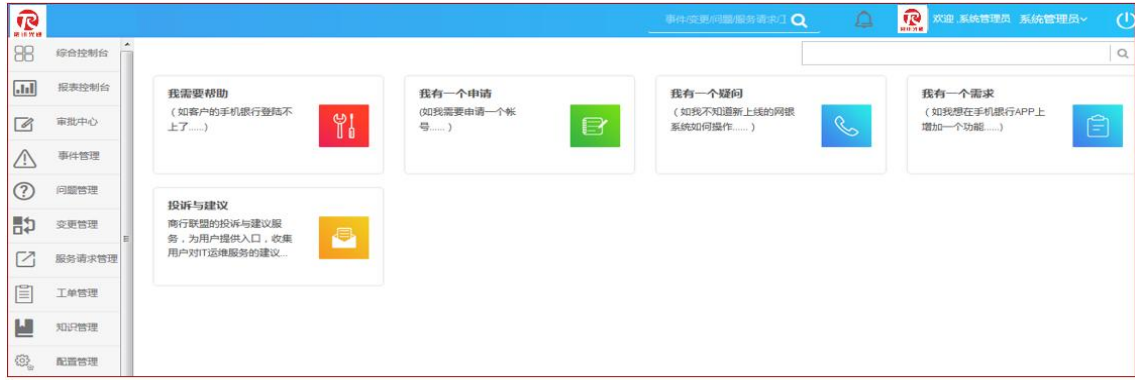 事件/变更/问题/服务请求/工
欢迎,系统管理员 系统管理员
综合控制台
报表控制台
审批中心
事件管理
问题管理
变更管理
服务请求管理
工单管理
知识管理
配置管理
我需要帮助
(如客户的手机银行登陆不
上了……)
我有一个申请
(如我需要申请一个帐
号……)
我有一个疑问
(如我不知道新上线的网银
系统如何操作……)
我有一个需求
(如我想在手机银行APP上
增加一个功能……)
投诉与建议
商行联盟的投诉与建议服
务，为用户提供入口，收集
用户对IT运维服务的建议...